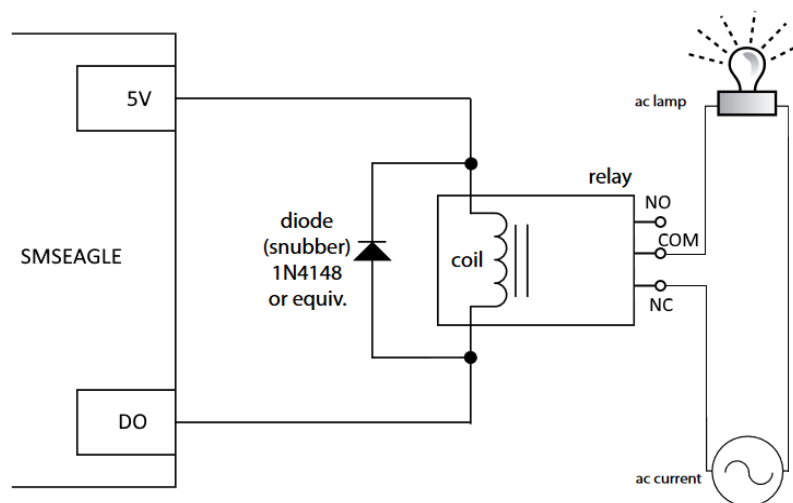 5V
ac lamp
relay
NO
diode
(snubber)
1N4148
or equiv.
SMSEAGLE
coil
COM
NC
DO
ac current